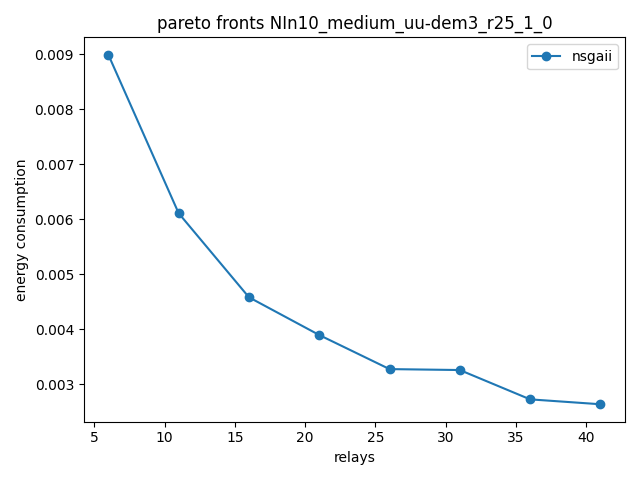 pareto fronts NIn10_medium_uu-dem3_r25_1_0
nsgaii
0.009
0.008
0.007
0.006
0.005
0.004
0.003
energy consumption
5 10 15 20 25 30 35 40
relays